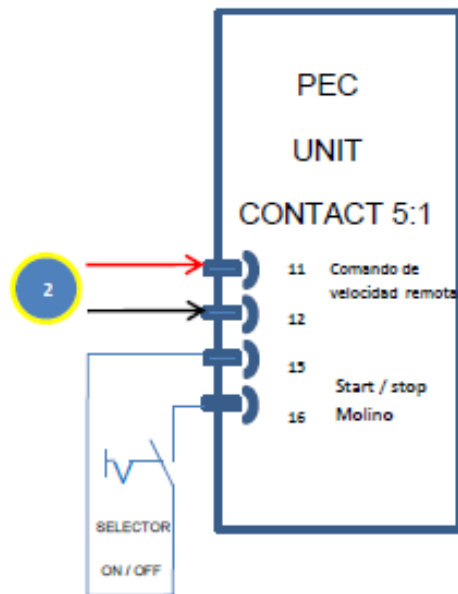 PEC
UNIT
CONTACT 5:1
11 Comando de
velocidad remota
2
12
15
Start / stop
16 Molino
SELECTOR
ON / OFF